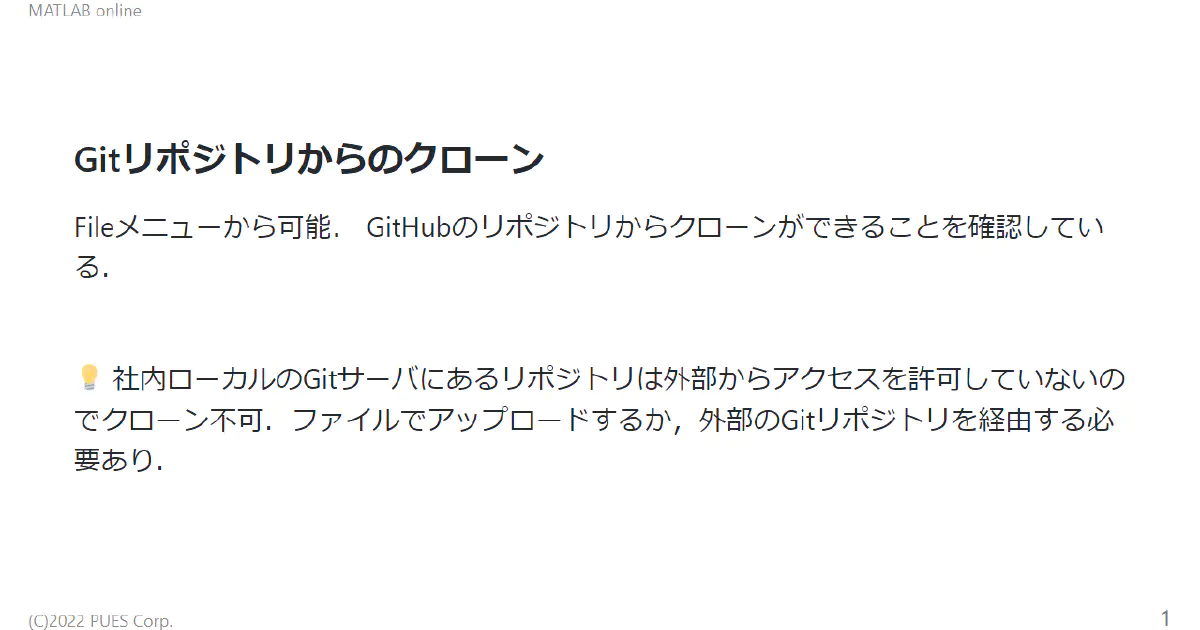 MATLAB online
Gitリポジトリからのクローン
Fileメニューから可能． GitHubのリポジトリからクローンができることを確認してい
る．
💡 社内ローカルのGitサーバにあるリポジトリは外部からアクセスを許可していないの
でクローン不可．ファイルでアップロードするか，外部のGitリポジトリを経由する必
要あり．
(C)2022 PUES Corp.
1